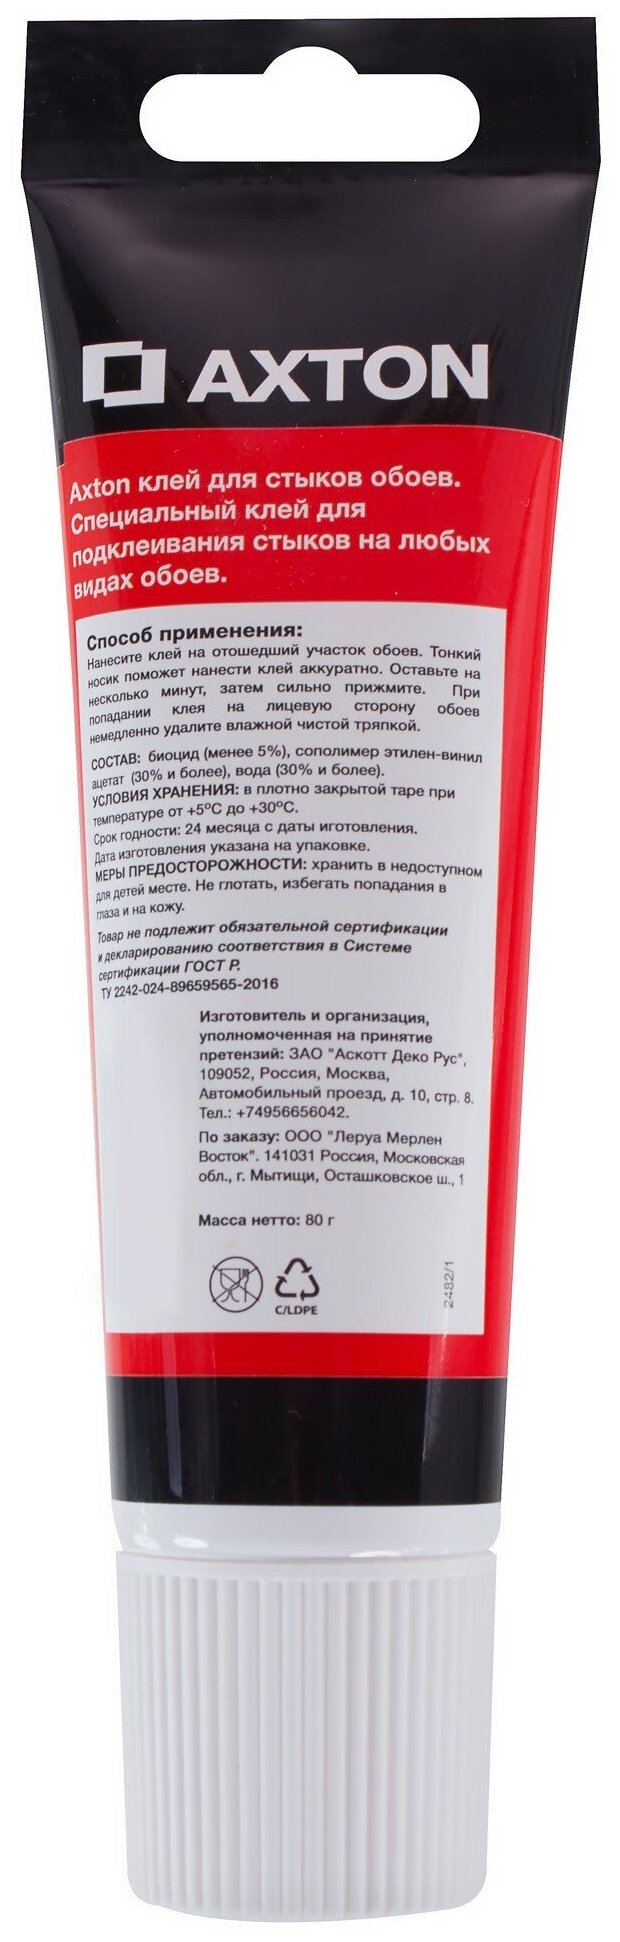 AXTON
Axton клей для стыков обоев.
Специальный клей для
подклеивания стыков на любых
видах обоев.
Способ применения:
Нанесите клей на отошедший участок обоев. Тонкий
носик поможет нанести клей аккуратно. Оставьте на
несколько минут, затем сильно прижмите. При
попадании клея на лицевую сторону обоев
немедленно удалите влажной чистой тряпкой.
СОСТАВ: биоцид (менее 5%), сополимер этилен-винил
ацетат (30% и более), вода (30% и более).
УСЛОВИЯ ХРАНЕНИЯ: в плотно закрытой таре при
температуре от +5ºС до +30ºС.
Срок годности: 24 месяца с даты иготовления.
Дата изготовления указана на упаковке.
МЕРЫ ПРЕДОСТОРОЖНОСТИ: хранить в недоступном
для детей месте. Не глотать, избегать попадания в
глаза и на кожу.
Товар не подлежит обязательной сертификации
и декларированию соответствия в Системе
сертификации ГОСТ Р.
ТУ 2242-024-89659565-2016
Изготовитель и организация,
уполномоченная на принятие
претензий: ЗАО "Аскотт Деко Рус",
109052, Россия, Москва,
Автомобильный проезд, д. 10, стр. 8.
Тел.: +74956656042.
По заказу: ООО "Леруа Мерлен
Восток". 141031 Россия, Московская
обл., г. Мытищи, Осташковское ш., 1
Масса нетто: 80 г
C/LDPE
2482/1